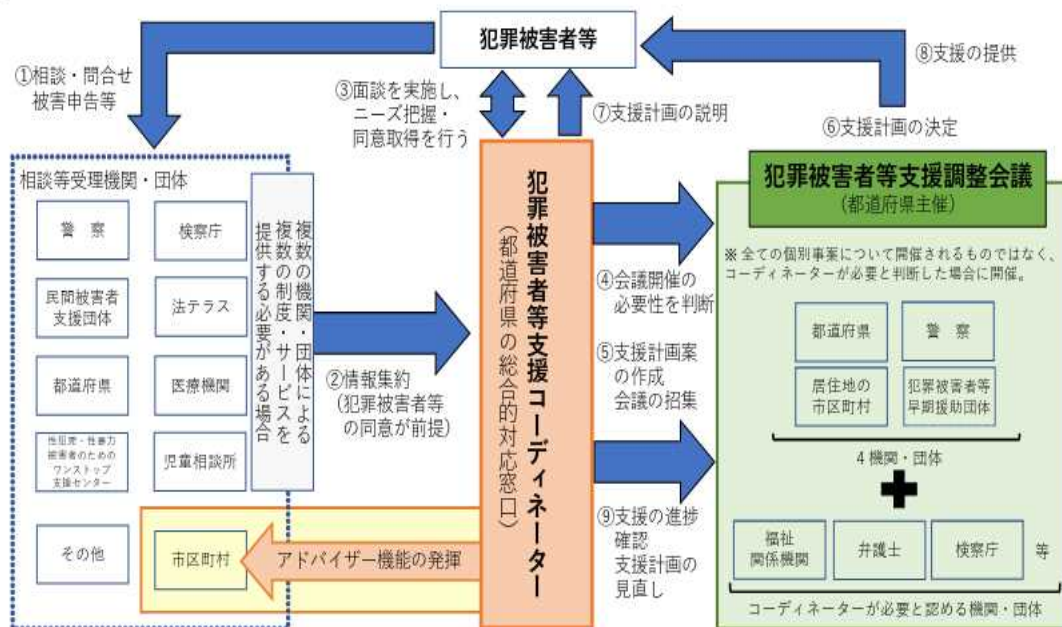 犯罪被害者等
①相談・問合せ
被害申告等
③面談を実施し、
ニーズ把握・
同意取得を行う
⑦支援計画の説明
⑧支援の提供
⑥支援計画の決定
相談等受理機関・団体
警　察
検察庁
民間被害者
支援団体
法テラス
都道府県
医療機関
性犯罪・性暴力
被害者のための
ワンストップ
支援センター
児童相談所
その他
市区町村
複数の機関・団体による
複数の制度・サービスを
提供する必要がある場合
②情報集約
(犯罪被害者等
の同意が前提)
アドバイザー機能の発揮
犯罪被害者等支援コーディネーター
（都道府県の総合的対応窓口）
④会議開催の
必要性を判断
⑤支援計画案
の作成
会議の招集
⑨支援の進捗
確認
支援計画の
見直し
犯罪被害者等支援調整会議
(都道府県主催)
※全ての個別事案について開催されるものではなく、
コーディネーターが必要と判断した場合に開催。
都道府県
警　察
居住地の
市区町村
犯罪被害者等
早期援助団体
4機関・団体
福祉
関係機関
弁護士
検察庁
等
コーディネーターが必要と認める機関・団体